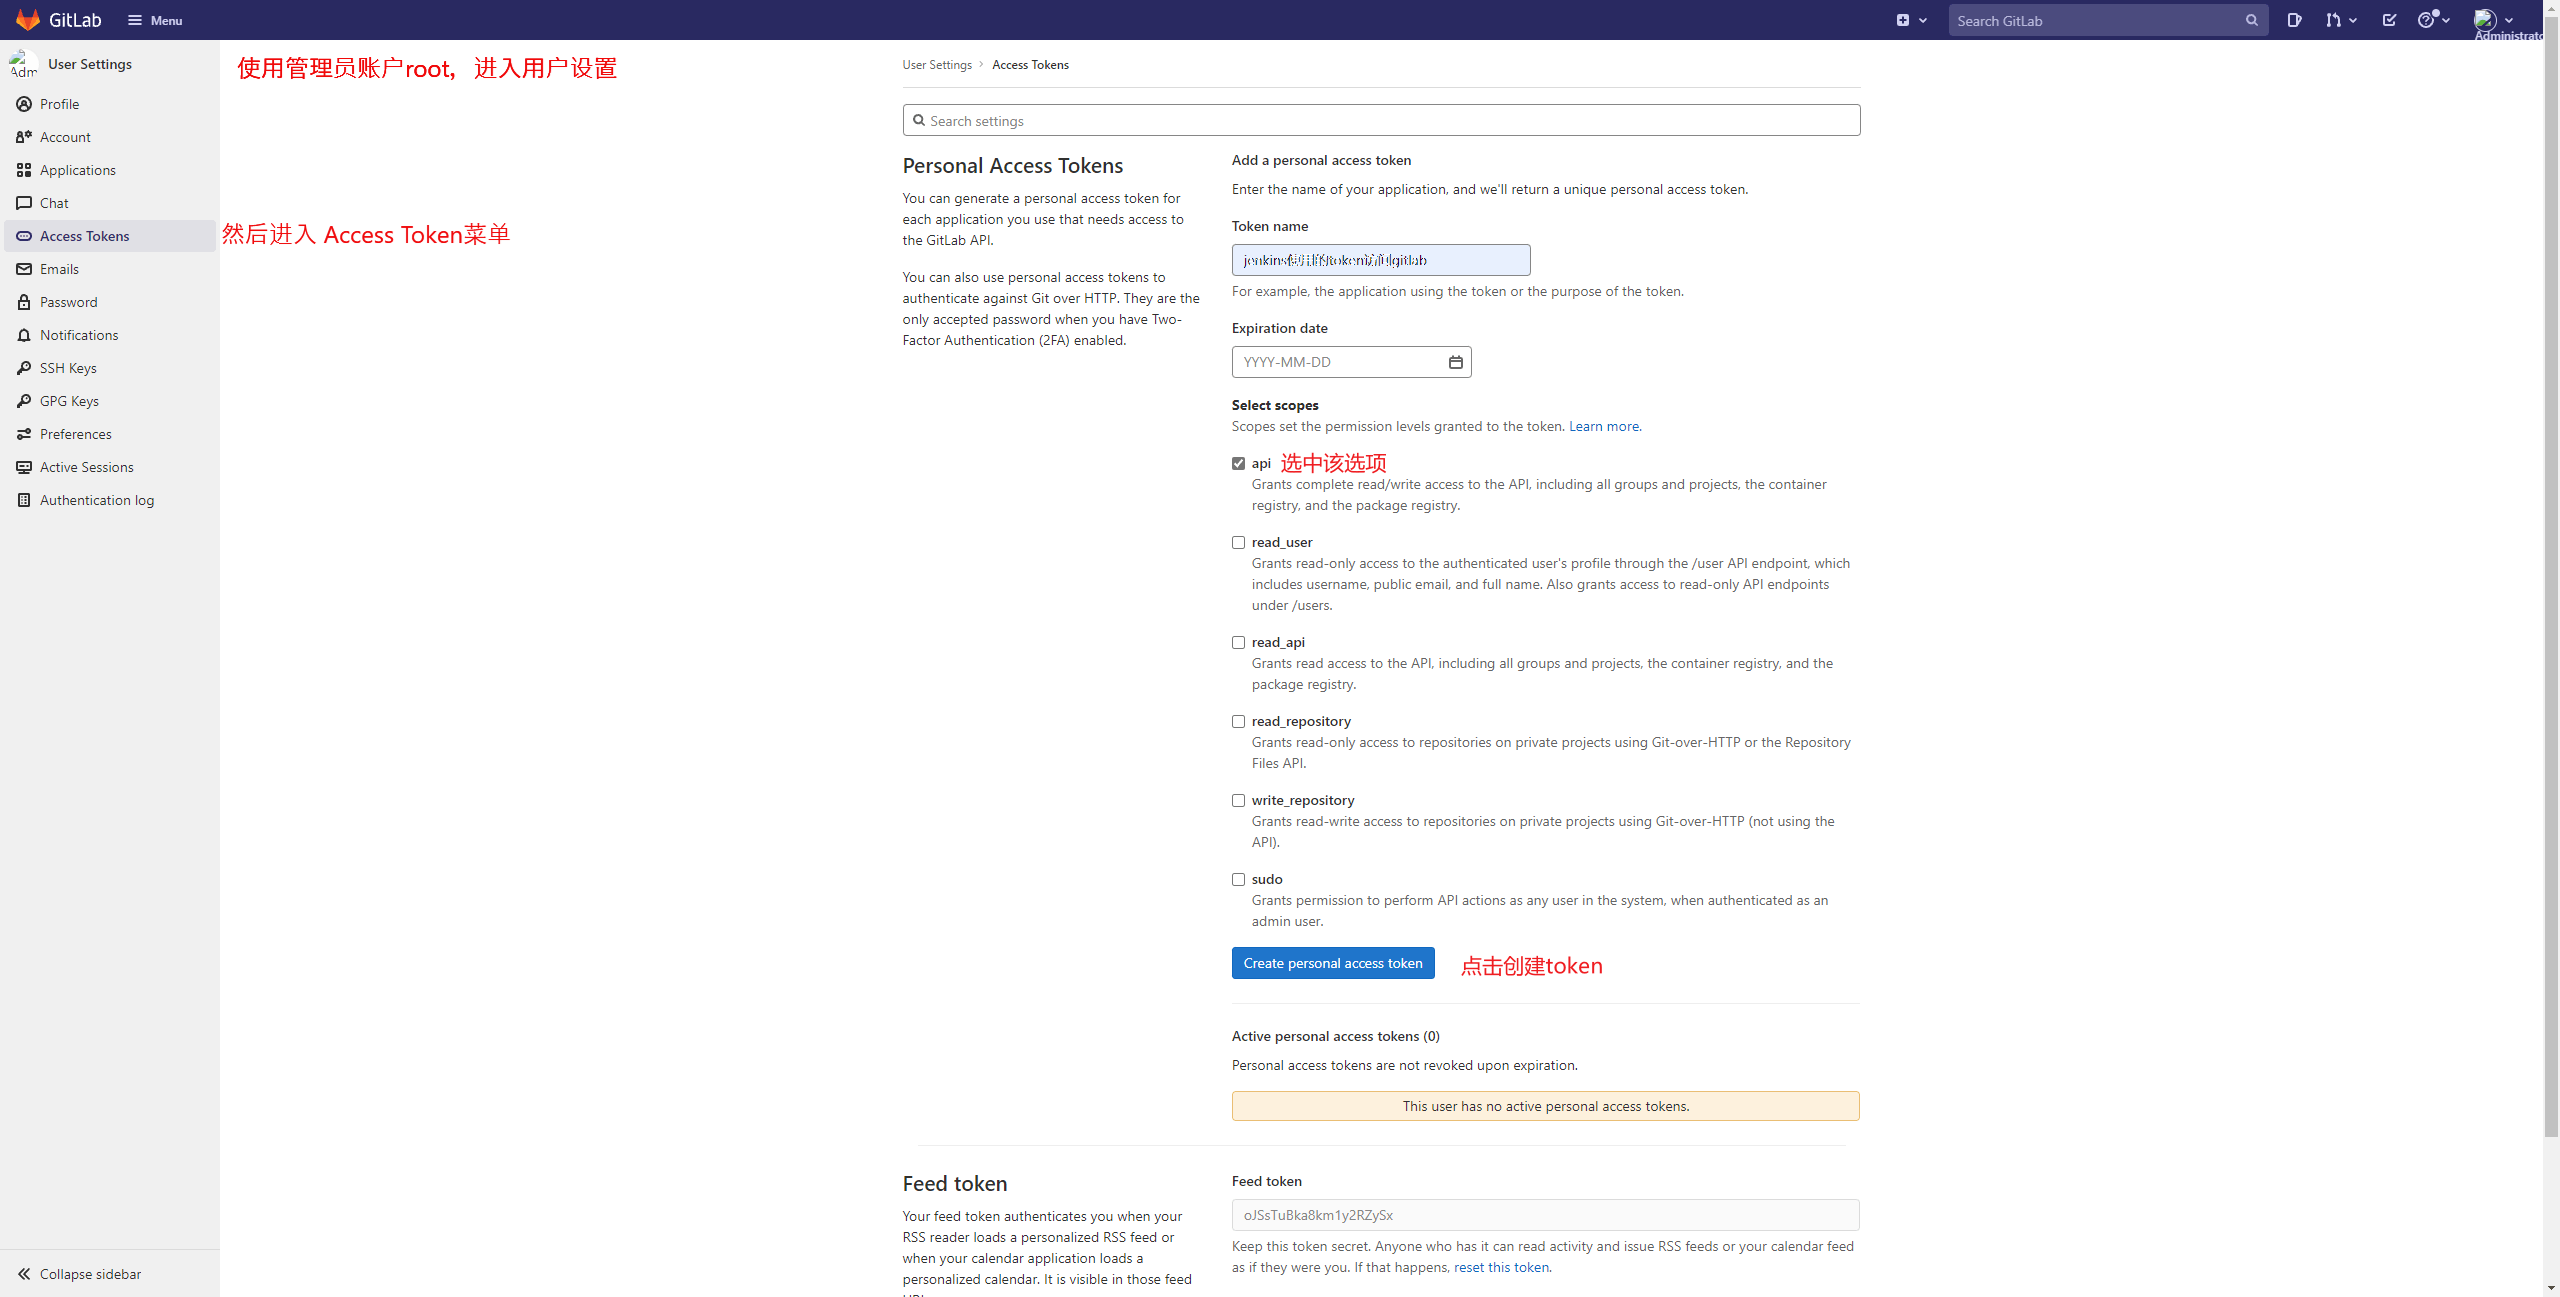 GitLab
Menu
Search GitLab
Administrato
Adm
User Settings
Profile
Account
Applications
Chat
Access Tokens
Emails
Password
Notifications
SSH Keys
GPG Keys
Preferences
Active Sessions
Authentication log
Collapse sidebar
使用管理员账户root，进入用户设置
然后进入 Access Token菜单
User Settings > Access Tokens
Search settings
Personal Access Tokens
You can generate a personal access token for
each application you use that needs access to
the GitLab API.
You can also use personal access tokens to
authenticate against Git over HTTP. They are the
only accepted password when you have Two-
Factor Authentication (2FA) enabled.
Add a personal access token
Enter the name of your application, and we'll return a unique personal access token.
Token name
For example, the application using the token or the purpose of the token.
Expiration date
YYYY-MM-DD
Select scopes
Scopes set the permission levels granted to the token. Learn more.
api 选中该选项
Grants complete read/write access to the API, including all groups and projects, the container
registry, and the package registry.
read_user
Grants read-only access to the authenticated user's profile through the /user API endpoint, which
includes username, public email, and full name. Also grants access to read-only API endpoints
under /users.
read_api
Grants read access to the API, including all groups and projects, the container registry, and the
package registry.
read_repository
Grants read-only access to repositories on private projects using Git-over-HTTP or the Repository
Files API.
write_repository
Grants read-write access to repositories on private projects using Git-over-HTTP (not using the
API).
sudo
Grants permission to perform API actions as any user in the system, when authenticated as an
admin user.
Create personal access token 点击创建token
Active personal access tokens (0)
Personal access tokens are not revoked upon expiration.
This user has no active personal access tokens.
Feed token
Your feed token authenticates you when your
RSS reader loads a personalized RSS feed or
when your calendar application loads a
personalized calendar. It is visible in those feed
Feed token
oJSsTuBka8km1y2RZySx
Keep this token secret. Anyone who has it can read activity and issue RSS feeds or your calendar feed
as if they were you. If that happens, reset this token.